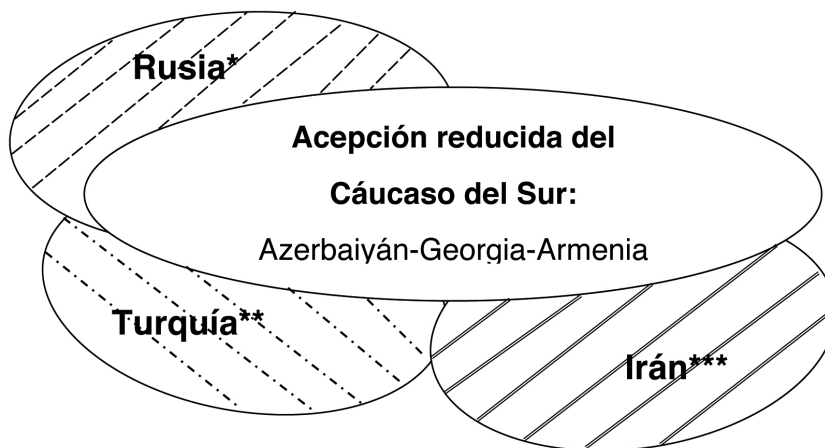 Rusia*
Acepción reducida del
Cáucaso del Sur:
Azerbaiyán-Georgia-Armenia
Turquía**
Irán***